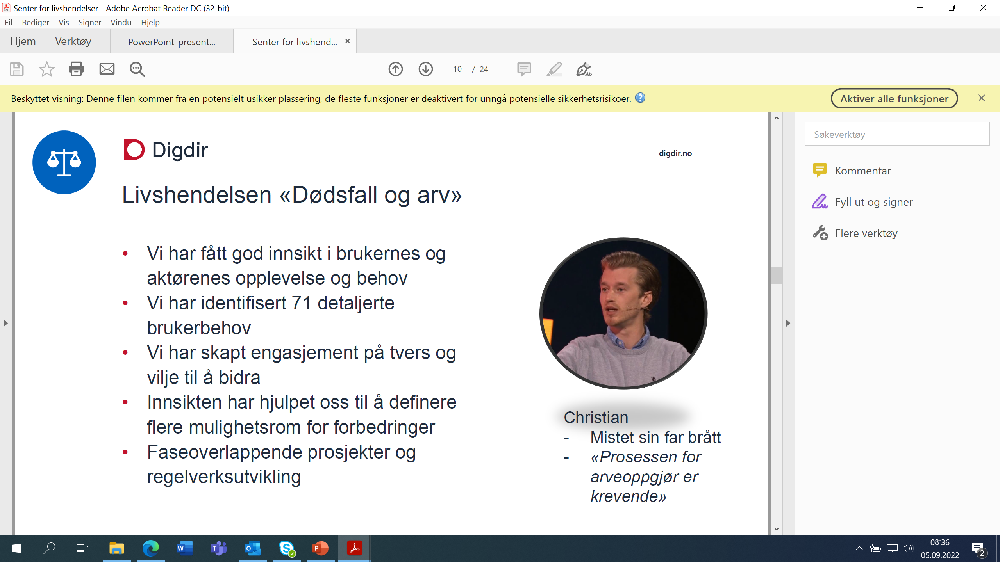 Senter for livshendelser - Adobe Acrobat Reader DC (32-bit)
Fil Rediger Vis Signer Vindu Hjelp
Hjem Verktøy PowerPoint-present... Senter for livshend...
10 / 24
Beskyttet visning: Denne filen kommer fra en potensielt usikker plassering, de fleste funksjoner er deaktivert for unngå potensielle sikkerhetsrisikoer. Aktiver alle funksjoner
Søkeverktøy
Kommentar
Fyll ut og signer
Flere verktøy
Digdir
digdir.no
Livshendelsen «Dødsfall og arv»
• Vi har fått god innsikt i brukernes og
aktørenes opplevelse og behov
• Vi har identifisert 71 detaljerte
brukerbehov
• Vi har skapt engasjement på tvers og
vilje til å bidra
• Innsikten har hjulpet oss til å definere
flere mulighetsrom for forbedringer
• Faseoverlappende prosjekter og
regelverksutvikling
Christian
- Mistet sin far brått
- «Prosessen for
arveoppgjør er
krevende»
08:36
05.09.2022
2